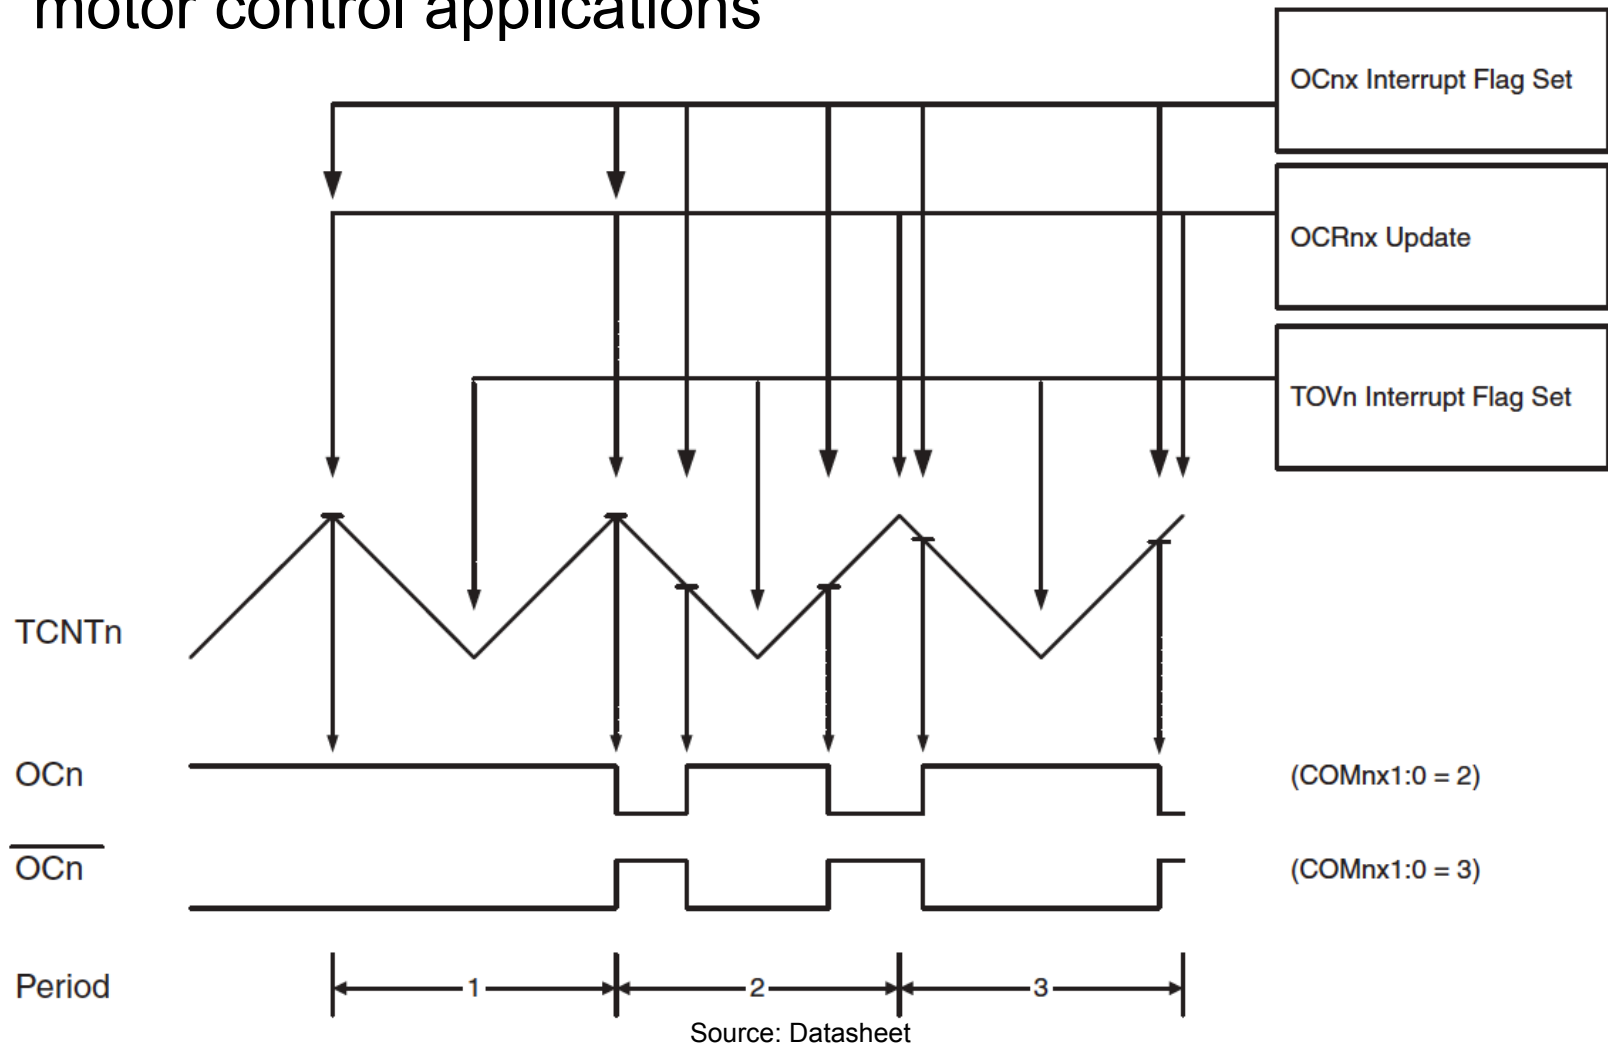 motor control applications
OCnx Interrupt Flag Set
OCRnx Update
TOVn Interrupt Flag Set
TCNTn
OCn
(COMnx1:0 = 2)
OCn
(COMnx1:0 = 3)
Period
1
2
3
Source: Datasheet